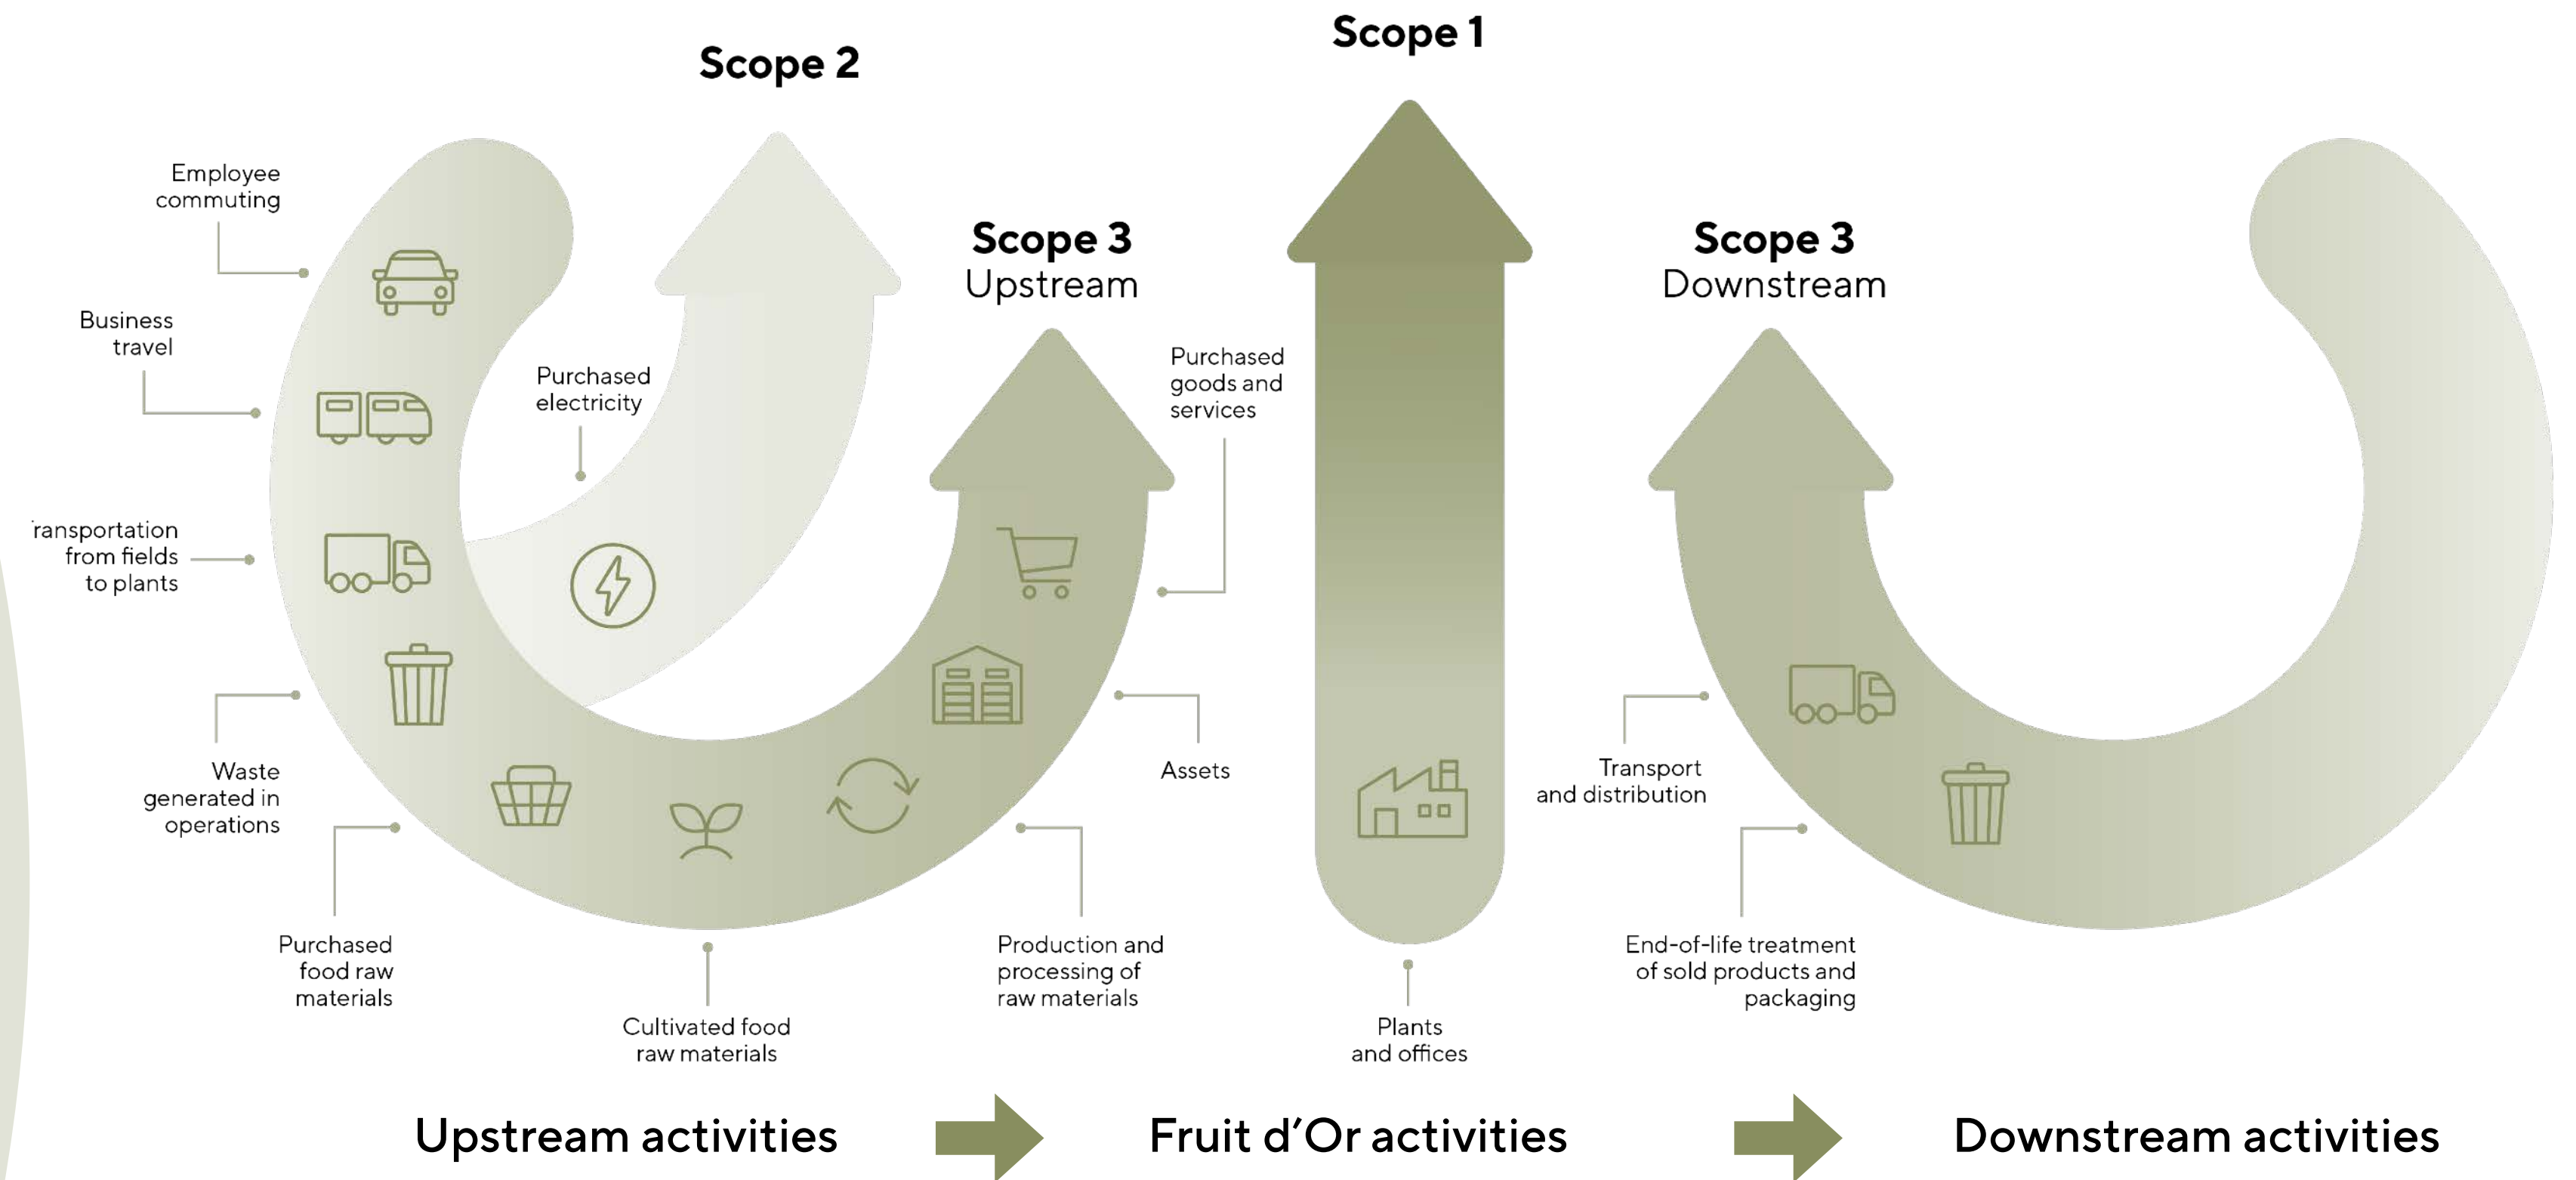 Scope 1
Scope 2
Employee
commuting
Business
travel
ransportation
from fields
to plants
Waste
generated in
operations
Purchased
food raw
materials
Cultivated food
raw materials
Purchased
electricity
Scope 3
Upstream
Purchased
goods and
services
Assets
Production and
processing of
raw materials
Plants
and offices
Scope 3
Downstream
Transport
and distribution
End-of-life treatment
of sold products and
packaging
Upstream activities
Fruit d’Or activities
Downstream activities